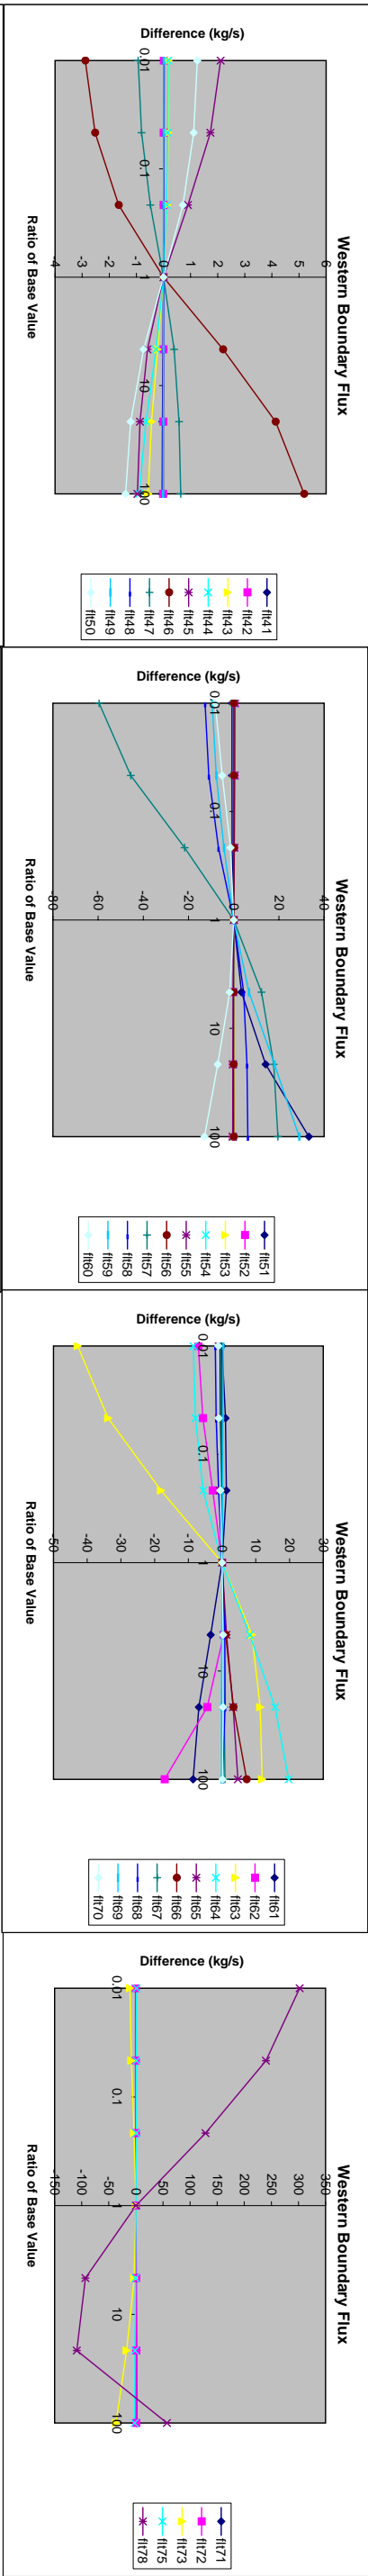 Western Boundary Flux
Difference (kg/s)
6
5
4
3
2
1
0
-1
-2
-3
-4
0.01
0.1
1
10
100
Ratio of Base Value
flt41
flt42
flt43
flt44
flt45
flt46
flt47
flt48
flt49
flt50
Western Boundary Flux
Difference (kg/s)
40
20
0
-20
-40
-60
-80
0.01
0.1
1
10
100
Ratio of Base Value
flt51
flt52
flt53
flt54
flt55
flt56
flt57
flt58
flt59
flt60
Western Boundary Flux
Difference (kg/s)
30
20
10
0
-10
-20
-30
-40
-50
0.01
0.1
1
10
100
Ratio of Base Value
flt61
flt62
flt63
flt64
flt65
flt66
flt67
flt68
flt69
flt70
Western Boundary Flux
Difference (kg/s)
350
300
250
200
150
100
50
0
-50
-100
-150
0.01
0.1
1
10
100
Ratio of Base Value
flt71
flt72
flt73
flt75
flt78